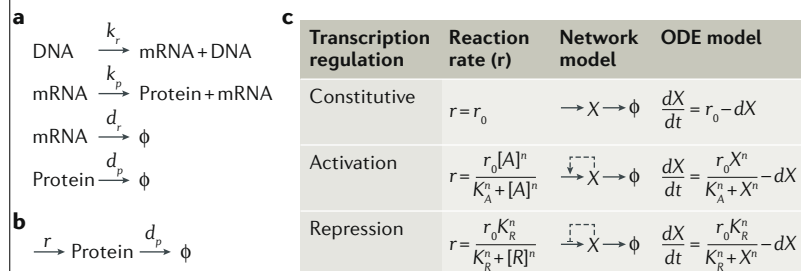 a
k_r
DNA → mRNA + DNA
k_p
mRNA → Protein + mRNA
d_r
mRNA → ϕ
d_p
Protein → ϕ
b
r d_p
→ Protein → ϕ
c
Transcription regulation Reaction rate (r) Network model ODE model
Constitutive r = r_0 → X → ϕ dX/dt = r_0 – dX
Activation r = r_0[A]^n / K_A^n + [A]^n → X → ϕ dX/dt = r_0X^n / K_A^n + X^n – dX
Repression r = r_0K_R^n / K_R^n + [R]^n → X → ϕ dX/dt = r_0K_R^n / K_R^n + X^n – dX